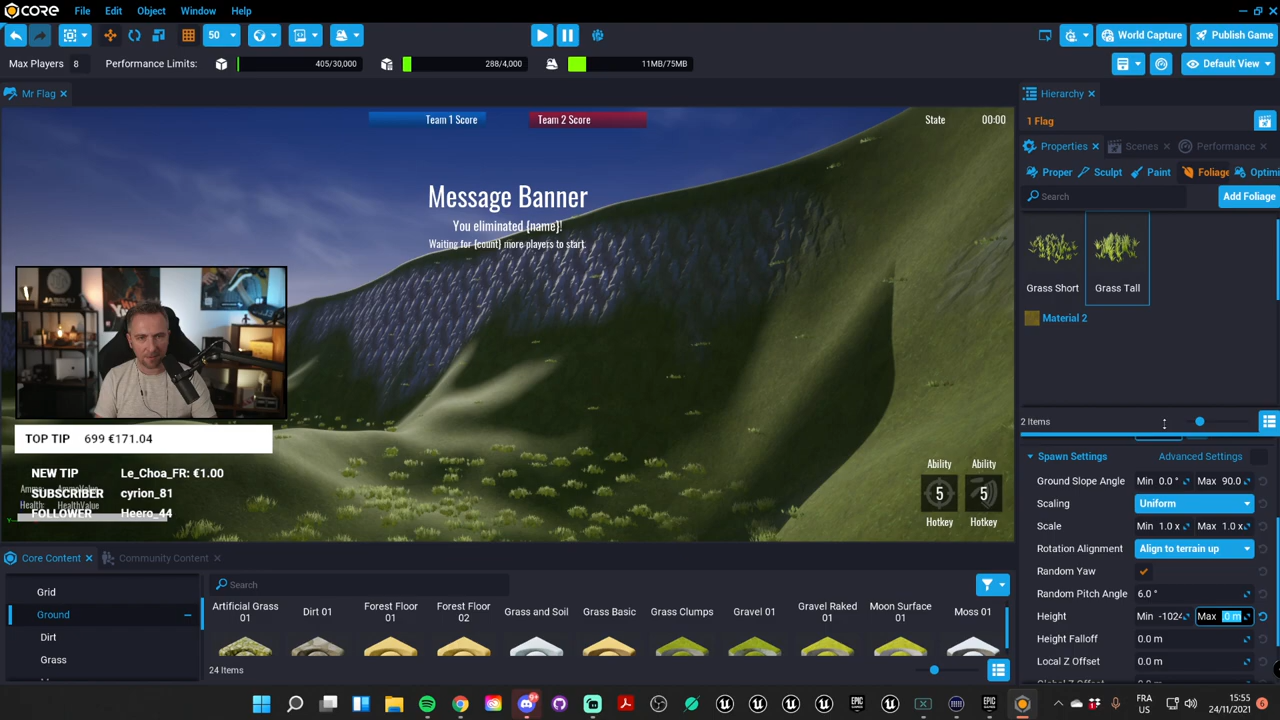 CORE File Edit Object Window Help
50 World Capture Publish Game
Max Players 8 Performance Limits: 405/30,000 288/4,000 11MB/75MB Default View
Mr Flag Hierarchy
Team 1 Score Team 2 Score State 00:00
1 Flag
Properties Scenes Performance
Proper Sculpt Paint Foliage Optimi
Search Add Foliage
Message Banner
You eliminated {name}!
Waiting for {count} more players to start.
Grass Short Grass Tall
Material 2
2 Items
TOP TIP 699 €171.04
NEW TIP Le_Choa_FR: €1.00
SUBSCRIBER cyrion_81
FOLLOWER Heero_44
Health HealthValue
Ability Ability
5 5
Hotkey Hotkey
Spawn Settings Advanced Settings
Ground Slope Angle Min 0.0 ° Max 90.0
Scaling Uniform
Scale Min 1.0 x Max 1.0 x
Rotation Alignment Align to terrain up
Random Yaw
Random Pitch Angle 6.0 °
Height Min -1024 Max .0 m
Height Falloff 0.0 m
Local Z Offset 0.0 m
Core Content Community Content
Search
Grid
Ground
Dirt
Grass
Artificial Grass 01 Dirt 01 Forest Floor 01 Forest Floor 02 Grass and Soil Grass Basic Grass Clumps Gravel 01 Gravel Raked 01 Moon Surface 01 Moss 01
24 Items
FR US 15:55 24/11/2021 6